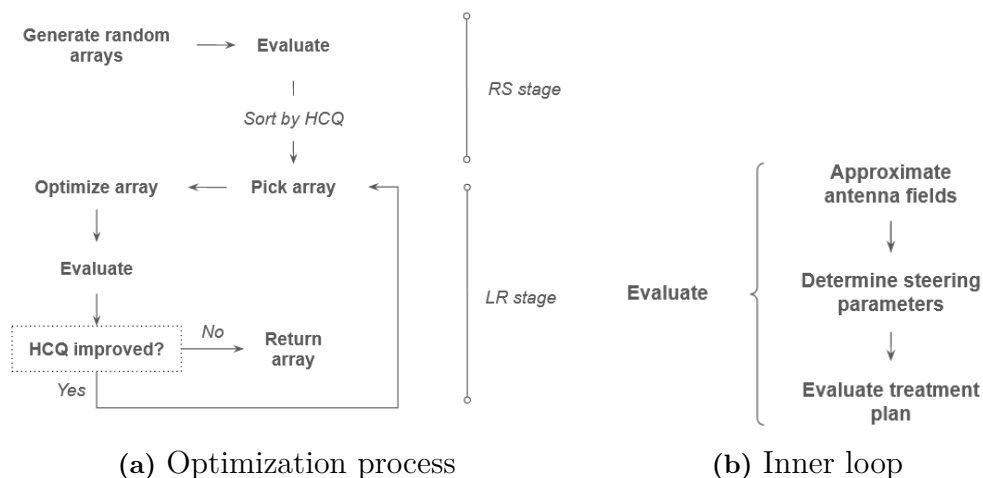 Generate random
arrays
Evaluate
Sort by HCQ
RS stage
Optimize array
Pick array
Evaluate
LR stage
HCQ improved?
No
Return
array
Yes
(a) Optimization process
Evaluate
Approximate
antenna fields
Determine steering
parameters
Evaluate treatment
plan
(b) Inner loop